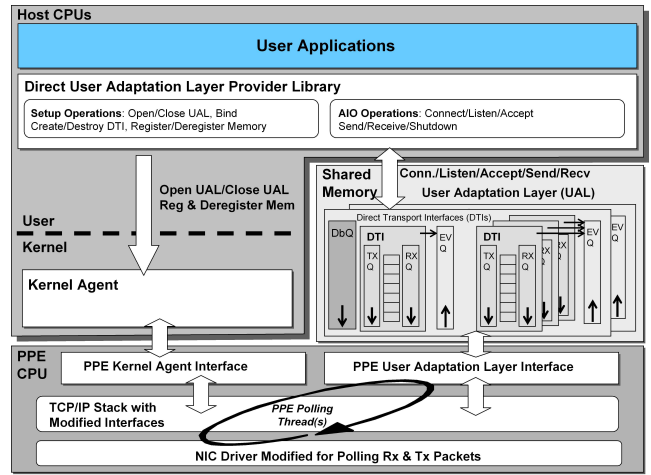 Host CPUs
User Applications
Direct User Adaptation Layer Provider Library
Setup Operations: Open/Close UAL, Bind
Create/Destroy DTI, Register/Deregister Memory
AIO Operations: Connect/Listen/Accept
Send/Receive/Shutdown
Open UAL/Close UAL
Reg & Deregister Mem
User
Kernel
Kernel Agent
Shared
Memory
Conn./Listen/Accept/Send/Recv
User Adaptation Layer (UAL)
Direct Transport Interfaces (DTIs)
DbQ
DTI
TX
Q
RX
Q
EV
Q
DTI
TX
Q
RX
Q
EV
Q
EV
Q
PPE
CPU
PPE Kernel Agent Interface
PPE User Adaptation Layer Interface
TCP/IP Stack with
Modified Interfaces
PPE Polling
Thread(s)
NIC Driver Modified for Polling Rx & Tx Packets